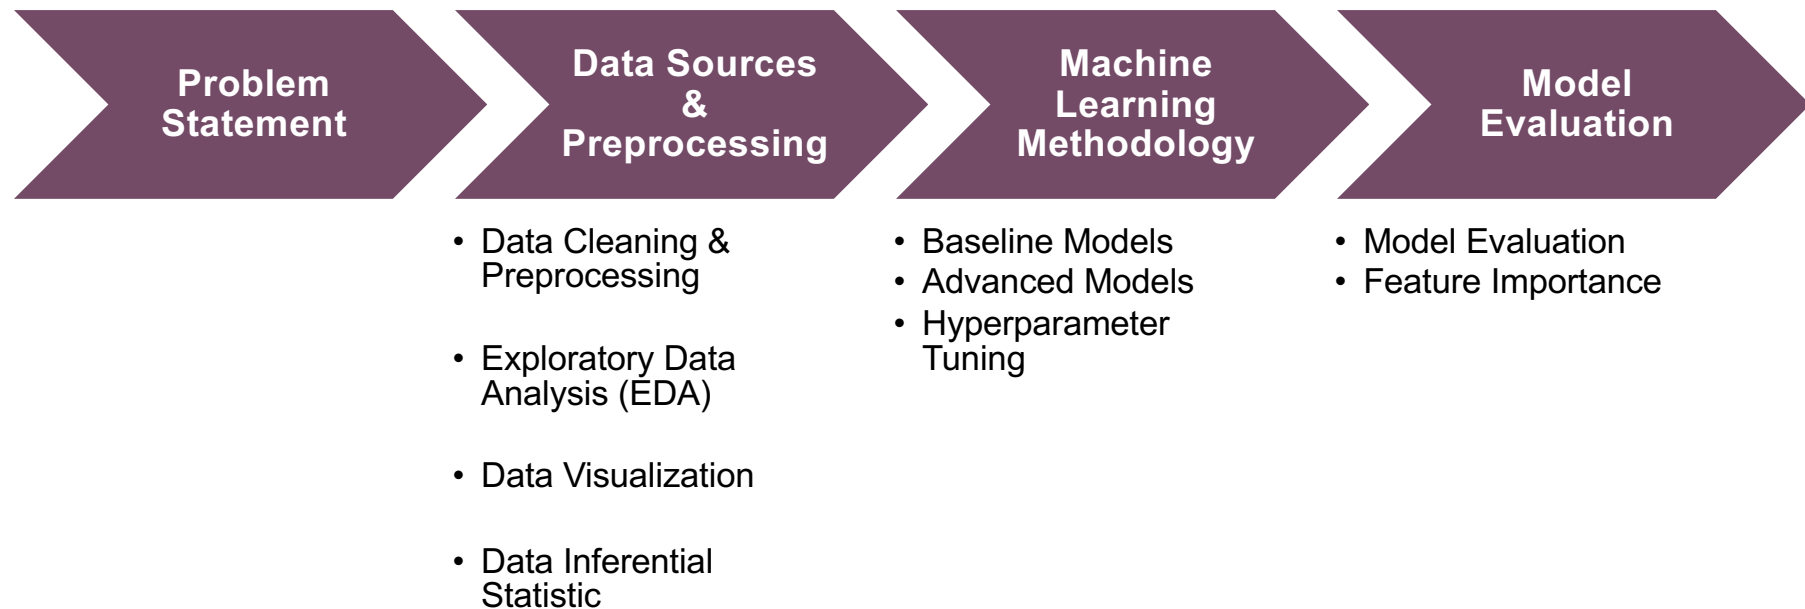 Problem
Statement
Data Sources
&
Preprocessing
Machine
Learning
Methodology
Model
Evaluation
• Data Cleaning &
Preprocessing
• Exploratory Data
Analysis (EDA)
• Data Visualization
• Data Inferential
Statistic
• Baseline Models
• Advanced Models
• Hyperparameter
Tuning
• Model Evaluation
• Feature Importance